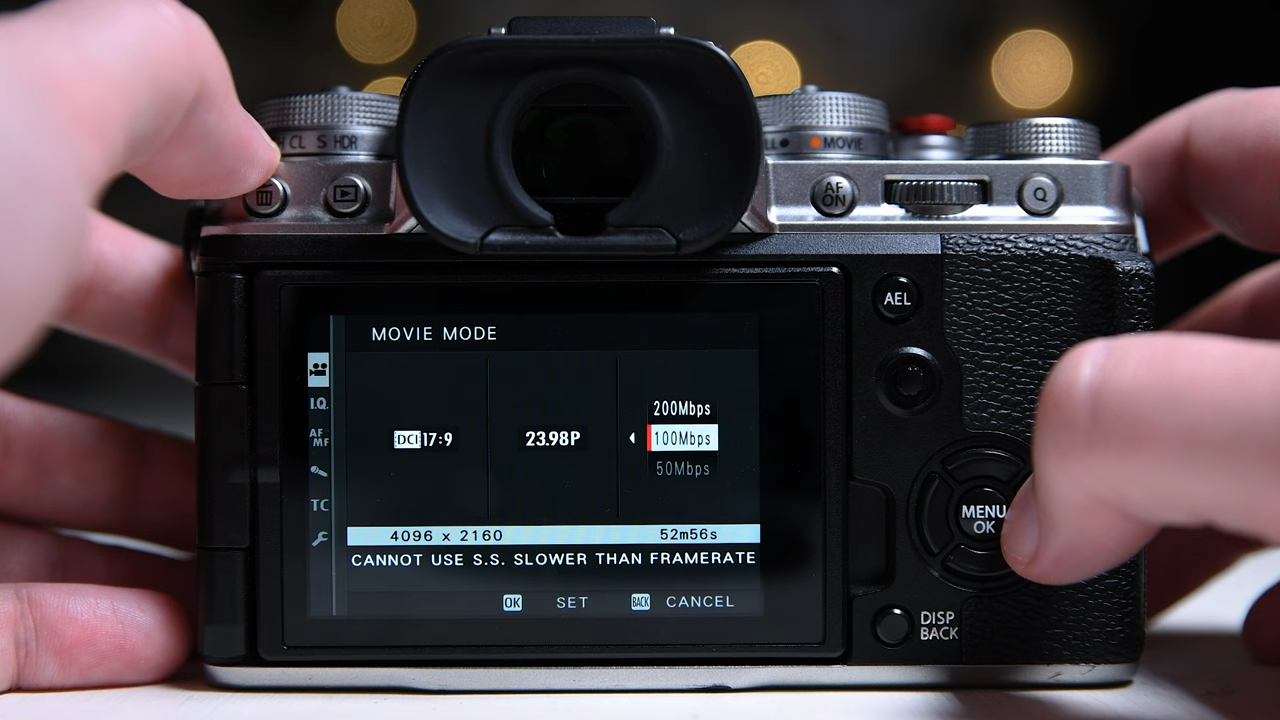 CL S HDR
MOVIE
AF
ON
Q
AEL
MOVIE MODE
I.Q.
AF
MF
TC
DCI 17:9
23.98P
200Mbps
100Mbps
50Mbps
4096 x 2160 52m56s
CANNOT USE S.S. SLOWER THAN FRAMERATE
OK SET BACK CANCEL
MENU
OK
DISP
BACK